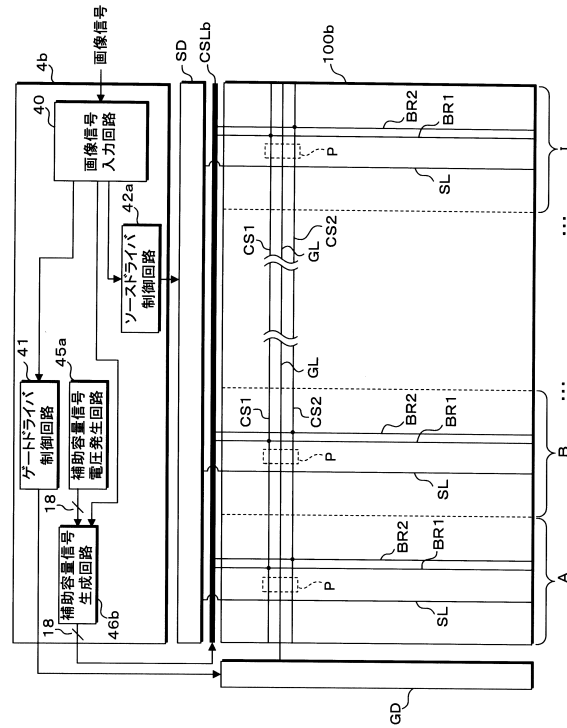 画像信号
4b
40
画像信号
入力回路
42a
ソースドライバ
制御回路
41
ゲートドライバ
制御回路
45a
補助容量信号
電圧発生回路
18
補助容量信号
生成回路
46b
18
SD
CSLb
100b
GD
CS1
GL
CS2
GL
CS1
CS2
BR2
BR1
P
SL
BR2
BR1
P
SL
BR2
BR1
P
SL
A
B
...
...
I